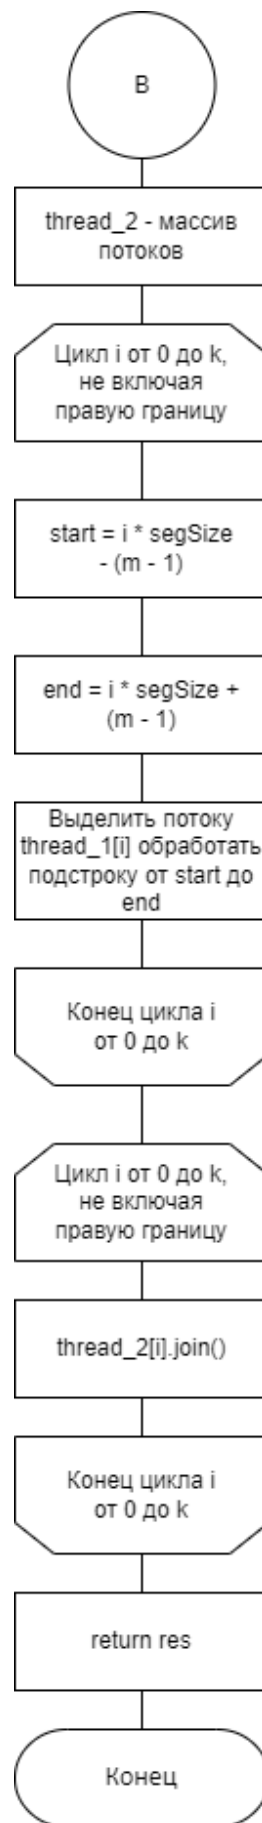 В
thread_2 - массив
потоков
Цикл i от 0 до k,
не включая
правую границу
start = i * segSize
- (m - 1)
end = i * segSize +
(m - 1)
Выделить потоку
thread_1[i] обработать
подстроку от start до
end
Конец цикла i
от 0 до k
Цикл i от 0 до k,
не включая
правую границу
thread_2[i].join()
Конец цикла i
от 0 до k
return res
Конец